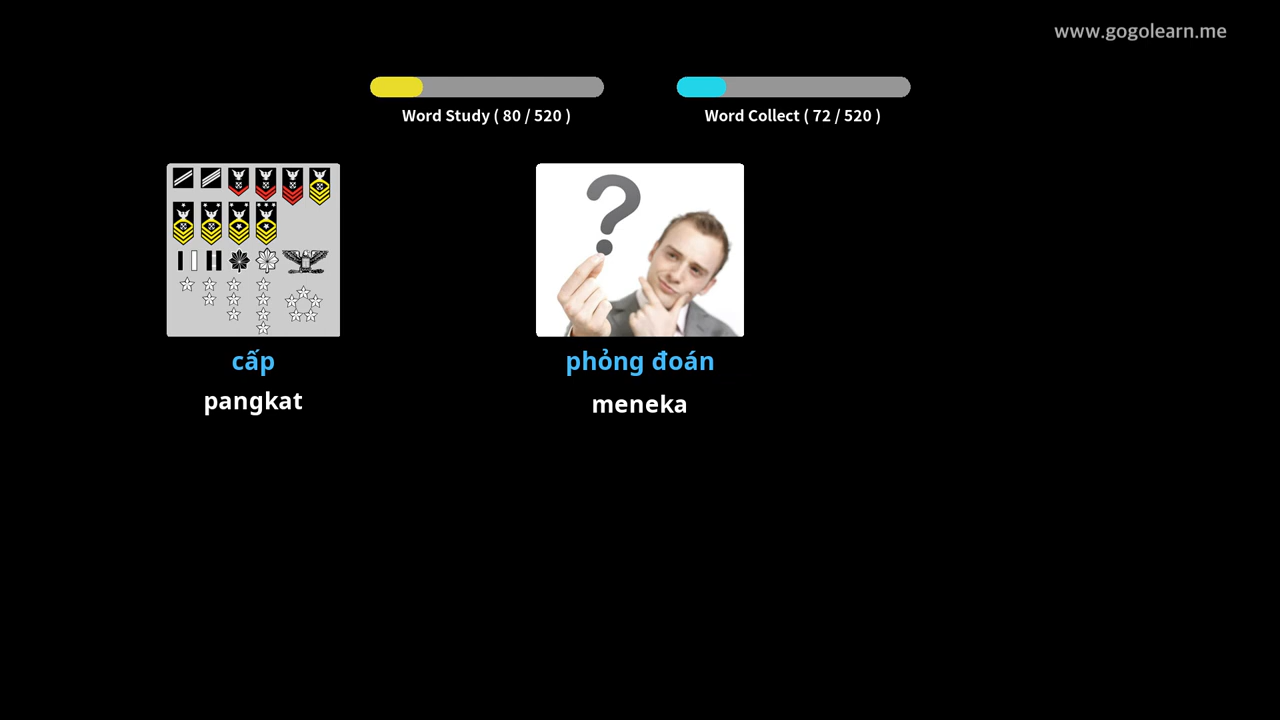 www.gogolearn.me
Word Study ( 80 / 520 )
Word Collect ( 72 / 520 )
cấp
pangkat
phỏng đoán
meneka